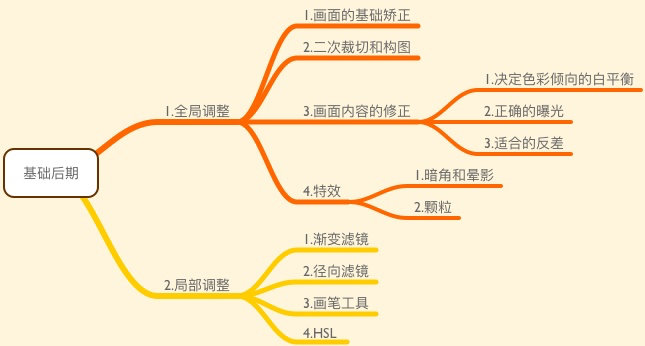 基础后期
1.全局调整
1.画面的基础矫正
2.二次裁切和构图
3.画面内容的修正
1.决定色彩倾向的白平衡
2.正确的曝光
3.适合的反差
4.特效
1.暗角和晕影
2.颗粒
2.局部调整
1.渐变滤镜
2.径向滤镜
3.画笔工具
4.HSL